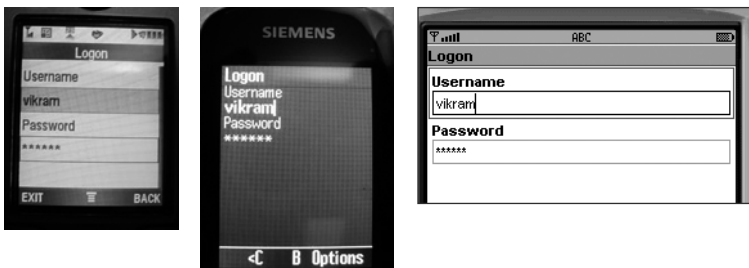 Logon
Username
vikram
Password
******
EXIT BACK
SIEMENS
Logon
Username
vikram
Password
******
<C B Options
ABC
Logon
Username
vikram
Password
******